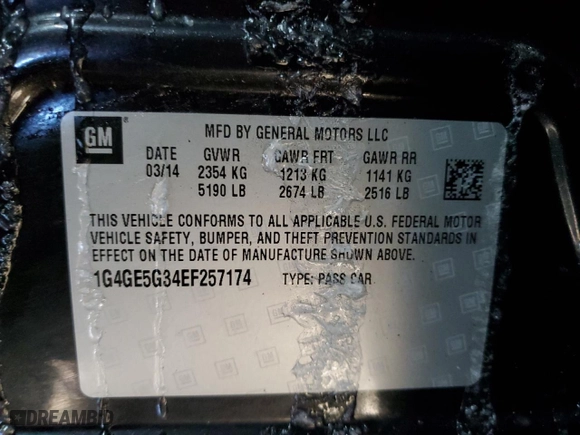 GM ®
MFD BY GENERAL MOTORS LLC
DATE GVWR GAWR FRT GAWR RR
03/14 2354 KG 1213 KG 1141 KG
5190 LB 2674 LB 2516 LB
THIS VEHICLE CONFORMS TO ALL APPLICABLE U.S. FEDERAL MOTOR
VEHICLE SAFETY, BUMPER, AND THEFT PREVENTION STANDARDS IN
EFFECT ON THE DATE OF MANUFACTURE SHOWN ABOVE.
1G4GE5G34EF257174 TYPE: PASS CAR
DREAMBID